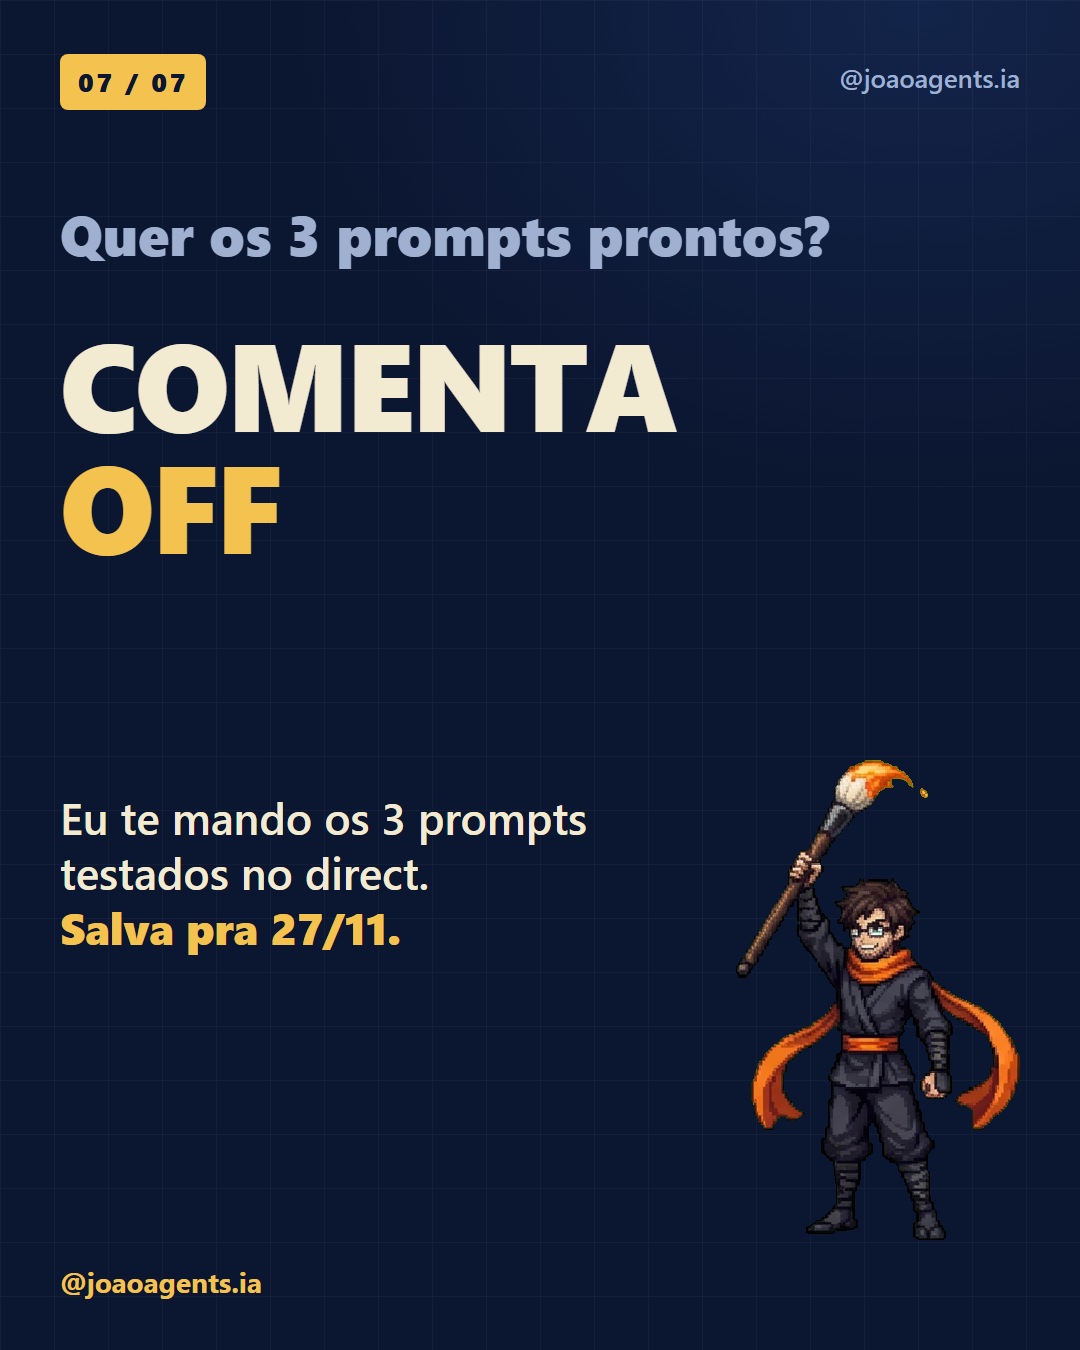 07 / 07
@joaoagents.ia
Quer os 3 prompts prontos?
COMENTA
OFF
Eu te mando os 3 prompts
testados no direct.
Salva pra 27/11.
@joaoagents.ia